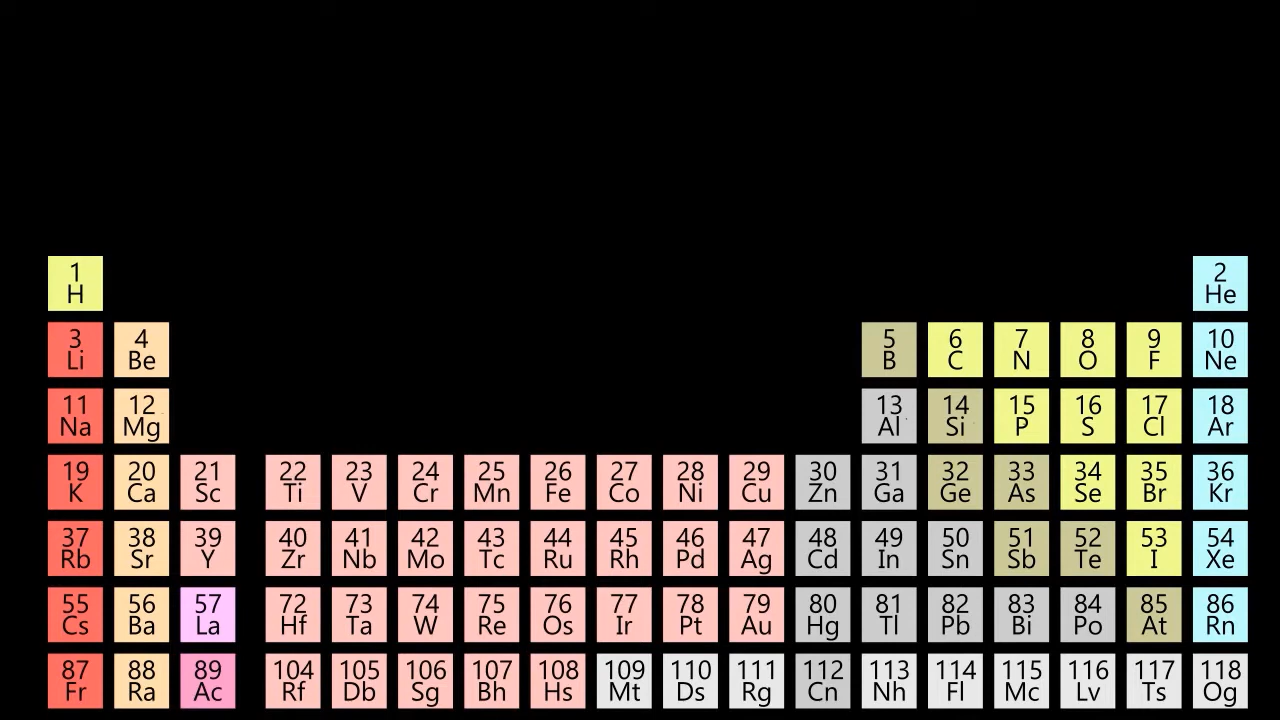 1 2
H He
3 4 5 6 7 8 9 10
Li Be B C N O F Ne
11 12 13 14 15 16 17 18
Na Mg Al Si P S Cl Ar
19 20 21 22 23 24 25 26 27 28 29 30 31 32 33 34 35 36
K Ca Sc Ti V Cr Mn Fe Co Ni Cu Zn Ga Ge As Se Br Kr
37 38 39 40 41 42 43 44 45 46 47 48 49 50 51 52 53 54
Rb Sr Y Zr Nb Mo Tc Ru Rh Pd Ag Cd In Sn Sb Te I Xe
55 56 57 72 73 74 75 76 77 78 79 80 81 82 83 84 85 86
Cs Ba La Hf Ta W Re Os Ir Pt Au Hg Tl Pb Bi Po At Rn
87 88 89 104 105 106 107 108 109 110 111 112 113 114 115 116 117 118
Fr Ra Ac Rf Db Sg Bh Hs Mt Ds Rg Cn Nh Fl Mc Lv Ts Og